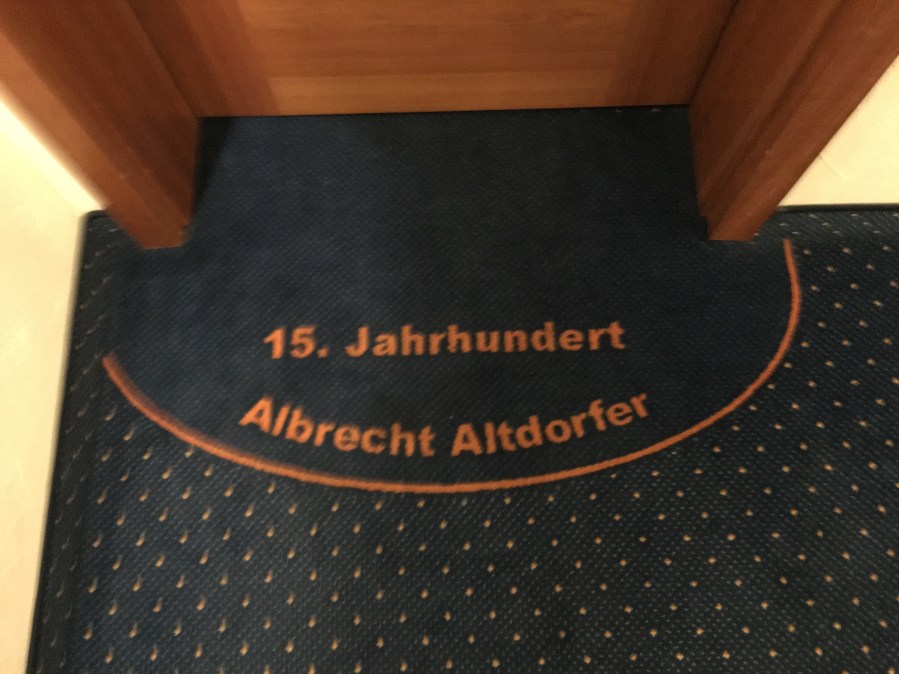 15. Jahrhundert
Albrecht Altdorfer